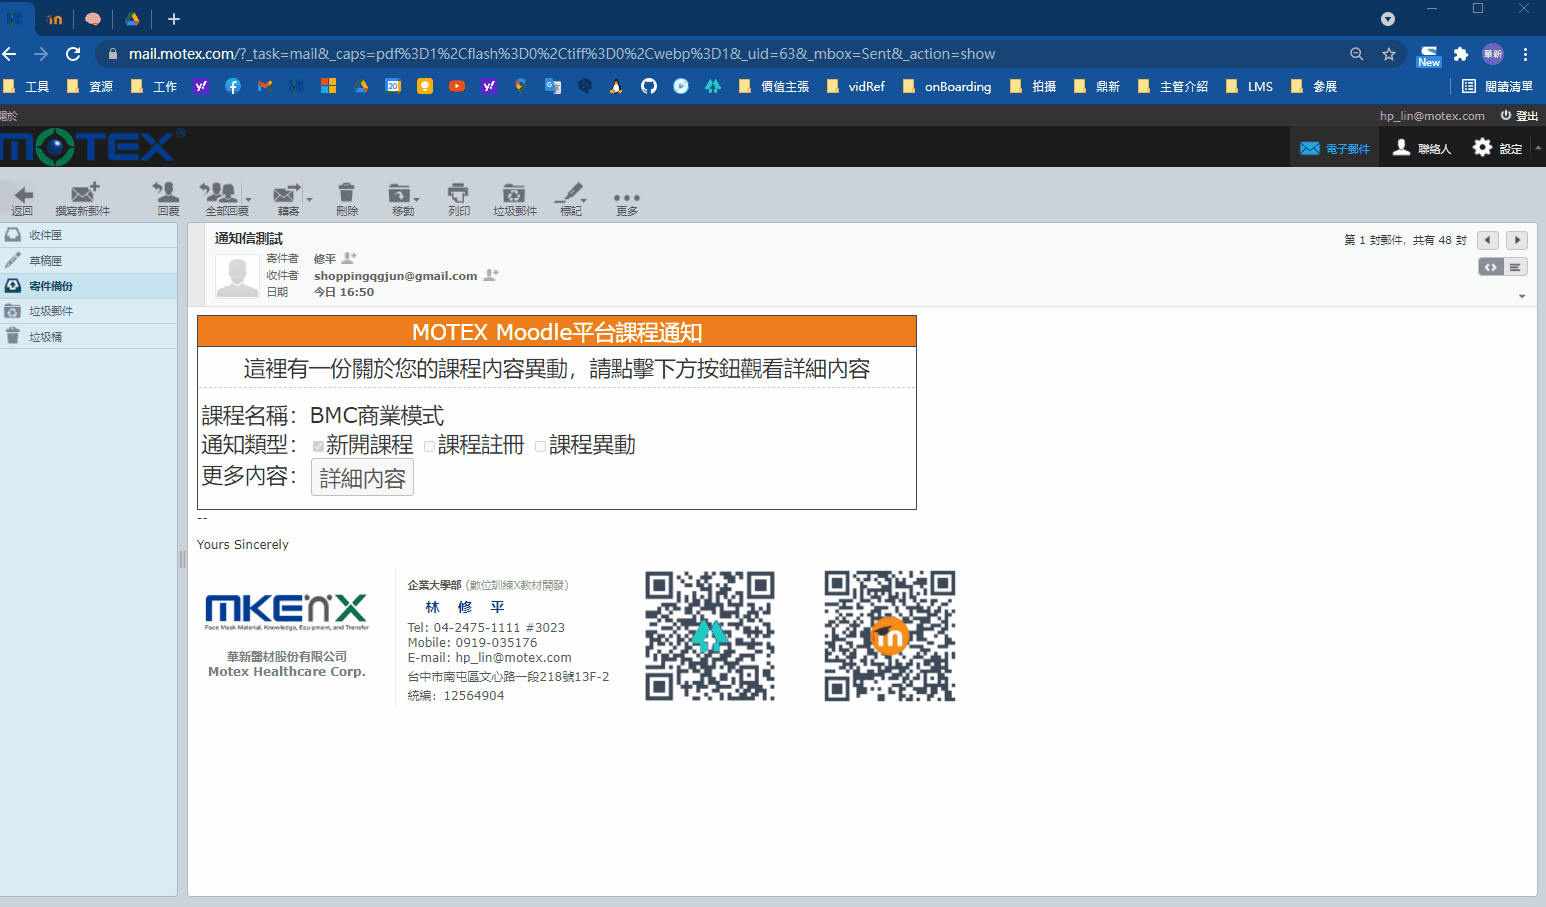 mail.motex.com/?_task=mail&_caps=pdf%3D1%2Cflash%3D0%2Ctiff%3D0%2Cwebp%3D1&_uid=63&_mbox=Sent&_action=show
New
華新
工具 資源 工作 20 價值主張 vidRef onBoarding 拍攝 鼎新 主管介紹 LMS 參展 閱讀清單
關於 hp_lin@motex.com 登出
MOTEX® 電子郵件 聯絡人 設定
返回 撰寫新郵件 回覆 全部回覆 轉寄 刪除 移動 列印 垃圾郵件 標記 更多
收件匣
草稿匣
寄件備份
垃圾郵件
垃圾桶
通知信測試
第 1 封郵件，共有 48 封
寄件者 修平
收件者 shoppingqgjun@gmail.com
日期 今日 16:50
MOTEX Moodle平台課程通知
這裡有一份關於您的課程內容異動，請點擊下方按鈕觀看詳細內容
課程名稱：BMC商業模式
通知類型：新開課程 課程註冊 課程異動
更多內容：詳細內容
--
Yours Sincerely
MKENX
Face Mask Material, Knowledge, Equipment, and Transfer
華新醫材股份有限公司
Motex Healthcare Corp.
企業大學部 (數位訓練X教材開發)
林 修 平
Tel: 04-2475-1111 #3023
Mobile: 0919-035176
E-mail: hp_lin@motex.com
台中市南屯區文心路一段218號13F-2
統編：12564904